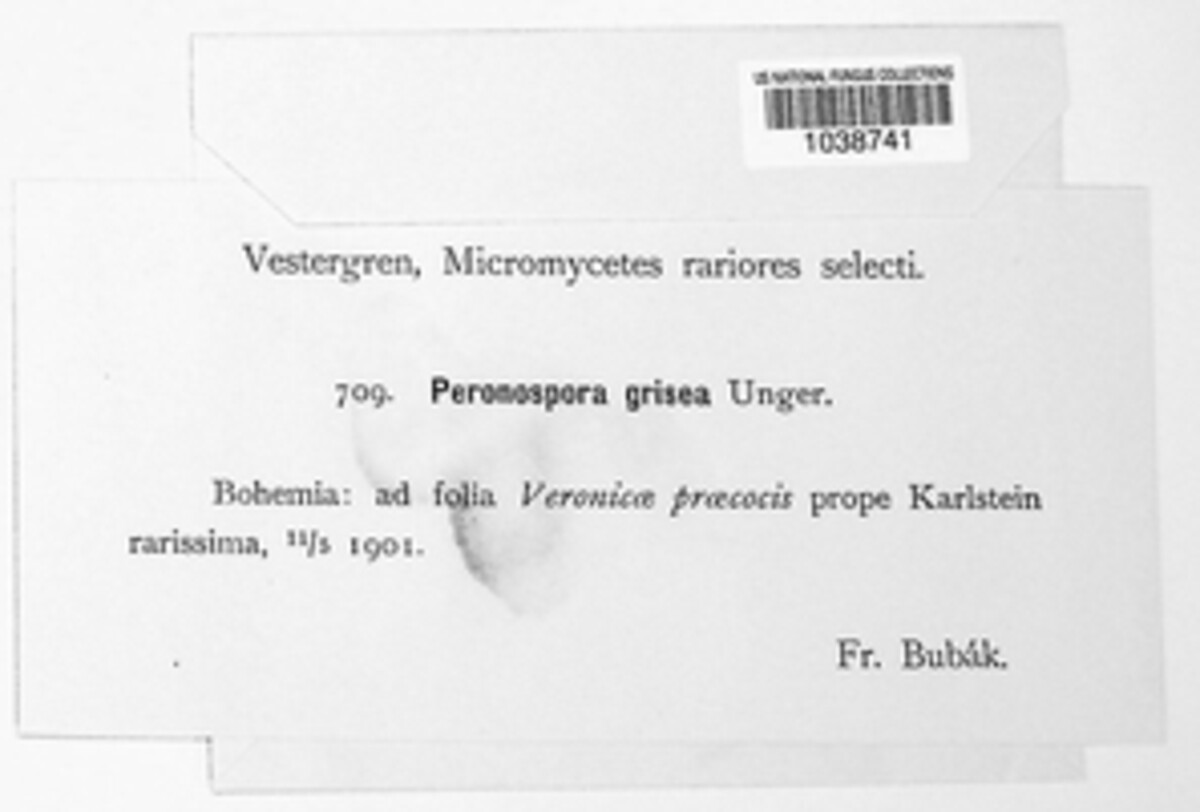 US NATIONAL FUNGUS COLLECTIONS
1038741
Vestergren, Micromycetes rariores selecti.
709. Peronospora grisea Unger.
Bohemia: ad folia Veronicæ præcocis prope Karlstein
rarissima, 11/5 1901.
Fr. Bubák.